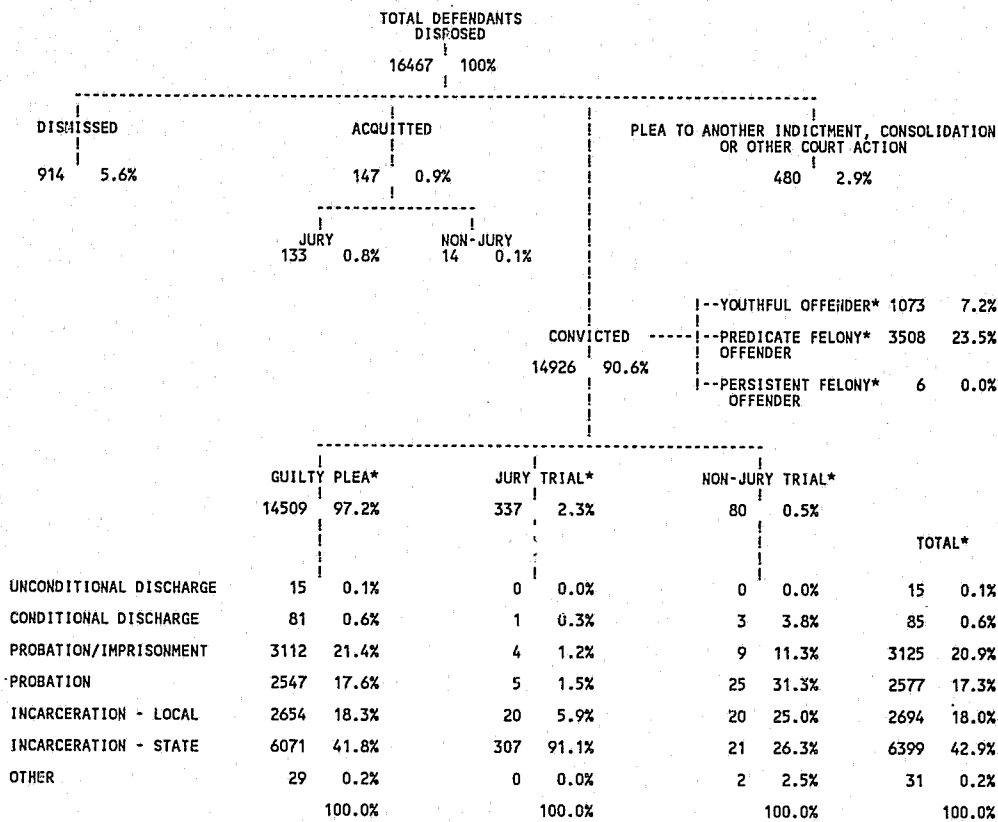 TOTAL DEFENDANTS
DISPOSED
16467 100%
DISMISSED
914 5.6%
ACQUITTED
147 0.9%
JURY
133 0.8%
NON-JURY
14 0.1%
PLEA TO ANOTHER INDICTMENT, CONSOLIDATION
OR OTHER COURT ACTION
480 2.9%
CONVICTED
14926 90.6%
--YOUTHFUL OFFENDER* 1073 7.2%
--PREDICATE FELONY* 3508 23.5%
OFFENDER
--PERSISTENT FELONY* 6 0.0%
OFFENDER
GUILTY PLEA* JURY TRIAL* NON-JURY TRIAL*
14509 97.2% 337 2.3% 80 0.5%
TOTAL*
UNCONDITIONAL DISCHARGE 15 0.1% 0 0.0% 0 0.0% 15 0.1%
CONDITIONAL DISCHARGE 81 0.6% 1 0.3% 3 3.8% 85 0.6%
PROBATION/IMPRISONMENT 3112 21.4% 4 1.2% 9 11.3% 3125 20.9%
PROBATION 2547 17.6% 5 1.5% 25 31.3% 2577 17.3%
INCARCERATION - LOCAL 2654 18.3% 20 5.9% 20 25.0% 2694 18.0%
INCARCERATION - STATE 6071 41.8% 307 91.1% 21 26.3% 6399 42.9%
OTHER 29 0.2% 0 0.0% 2 2.5% 31 0.2%
100.0% 100.0% 100.0% 100.0%